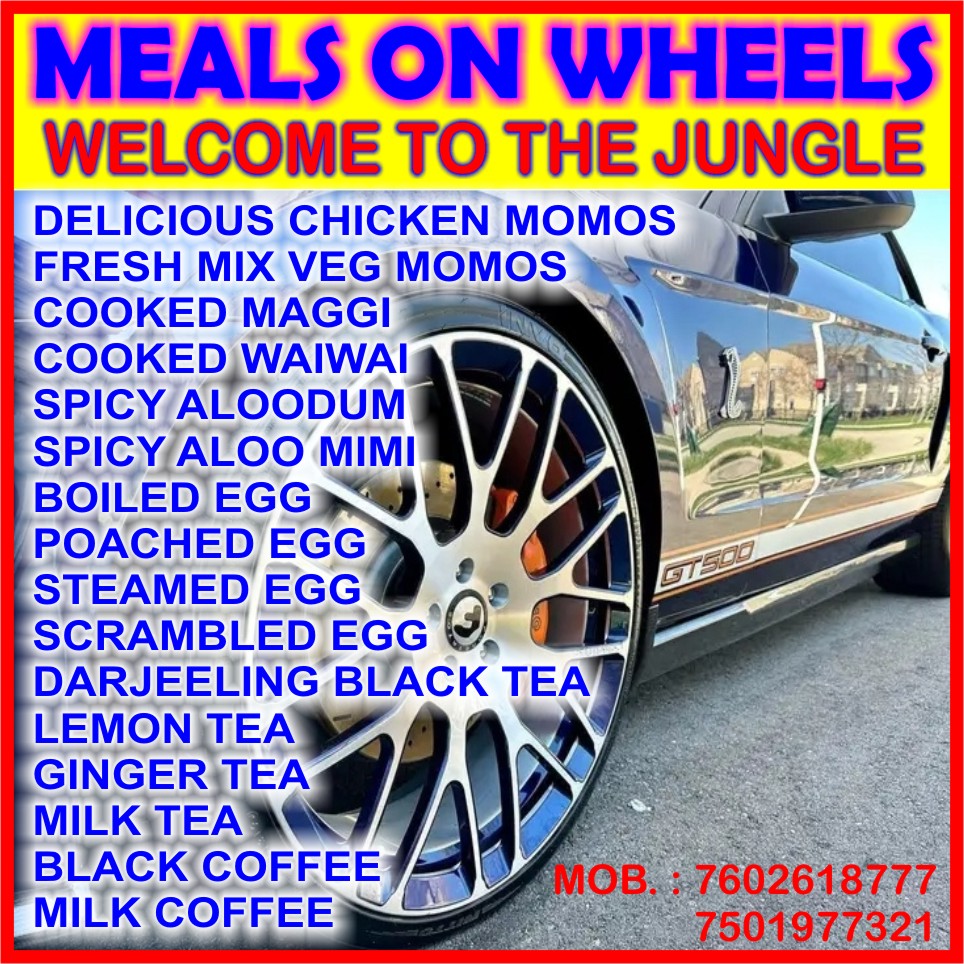 MEALS ON WHEELS
WELCOME TO THE JUNGLE
DELICIOUS CHICKEN MOMOS
FRESH MIX VEG MOMOS
COOKED MAGGI
COOKED WAIWAI
SPICY ALOODUM
SPICY ALOO MIMI
BOILED EGG
POACHED EGG
STEAMED EGG
SCRAMBLED EGG
DARJEELING BLACK TEA
LEMON TEA
GINGER TEA
MILK TEA
BLACK COFFEE
MILK COFFEE
GT500
MOB. : 7602618777
7501977321